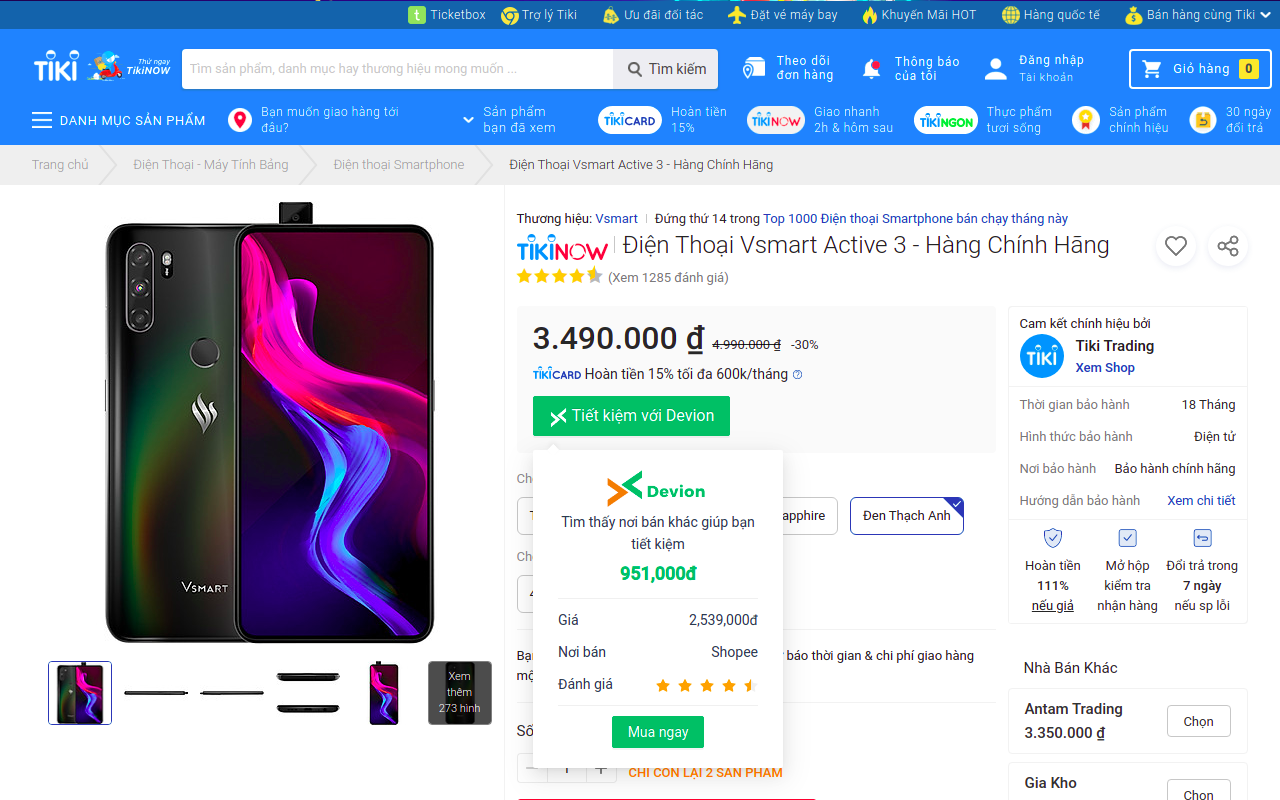 Ticketbox
Trợ lý Tiki
Ưu đãi đối tác
Đặt vé máy bay
Khuyến Mãi HOT
Hàng quốc tế
Bán hàng cùng Tiki
TIKI
Thử ngay
TikiNOW
Tìm sản phẩm, danh mục hay thương hiệu mong muốn ...
Tìm kiếm
Theo dõi
đơn hàng
Thông báo
của tôi
Đăng nhập
Tài khoản
Giỏ hàng
0
DANH MỤC SẢN PHẨM
Bạn muốn giao hàng tới
đâu?
Sản phẩm
bạn đã xem
TIKICARD
Hoàn tiền
15%
TIKINOW
Giao nhanh
2h & hôm sau
TIKINGON
Thực phẩm
tươi sống
Sản phẩm
chính hiệu
30 ngày
đổi trả
Trang chủ
Điện Thoại - Máy Tính Bảng
Điện thoại Smartphone
Điện Thoại Vsmart Active 3 - Hàng Chính Hãng
Thương hiệu: Vsmart
Đứng thứ 14 trong Top 1000 Điện thoại Smartphone bán chạy tháng này
TIKINOW
Điện Thoại Vsmart Active 3 - Hàng Chính Hãng
(Xem 1285 đánh giá)
3.490.000 ₫
4.990.000 ₫
-30%
TIKICARD Hoàn tiền 15% tối đa 600k/tháng
Tiết kiệm với Devion
Devion
Tìm thấy nơi bán khác giúp bạn
tiết kiệm
951,000đ
Giá
2,539,000đ
Nơi bán
Shopee
Đánh giá
Mua ngay
Đen Thạch Anh
báo thời gian & chi phí giao hàng
CHỈ CÒN LẠI 2 SẢN PHẨM
VSMART
Xem
thêm
273 hình
Cam kết chính hiệu bởi
TIKI
Tiki Trading
Xem Shop
Thời gian bảo hành
18 Tháng
Hình thức bảo hành
Điện tử
Nơi bảo hành
Bảo hành chính hãng
Hướng dẫn bảo hành
Xem chi tiết
Hoàn tiền
111%
nếu giả
Mở hộp
kiểm tra
nhận hàng
Đổi trả trong
7 ngày
nếu sp lỗi
Nhà Bán Khác
Antam Trading
3.350.000 ₫
Chọn
Gia Kho
Chọn